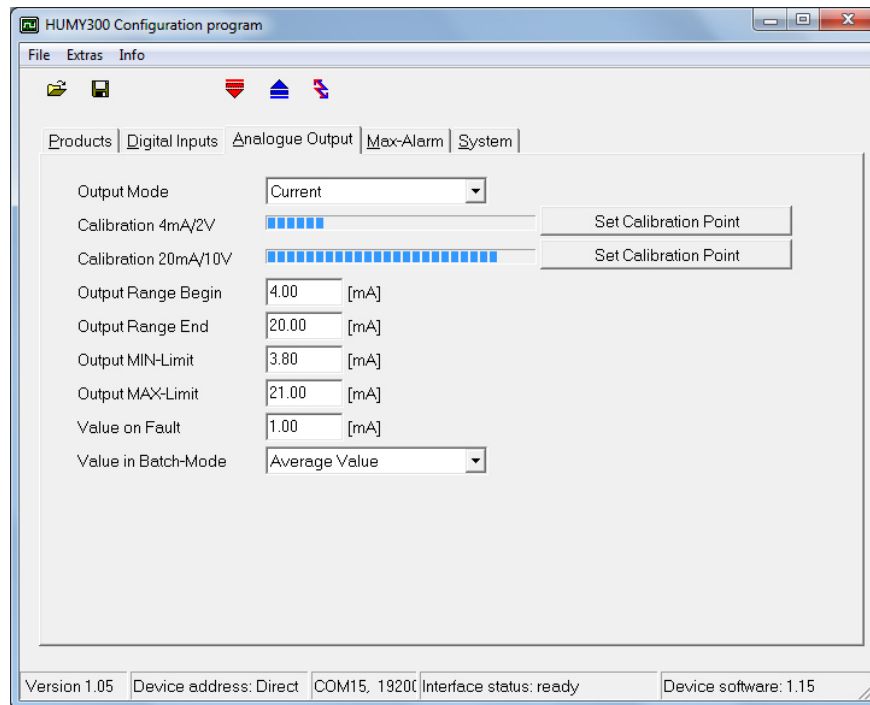 HUMY300 Configuration program
File Extras Info
Products Digital Inputs Analogue Output Max-Alarm System
Output Mode Current
Calibration 4mA/2V Set Calibration Point
Calibration 20mA/10V Set Calibration Point
Output Range Begin 4.00 [mA]
Output Range End 20.00 [mA]
Output MIN-Limit 3.80 [mA]
Output MAX-Limit 21.00 [mA]
Value on Fault 1.00 [mA]
Value in Batch-Mode Average Value
Version 1.05 Device address: Direct COM15, 1920 Interface status: ready Device software: 1.15